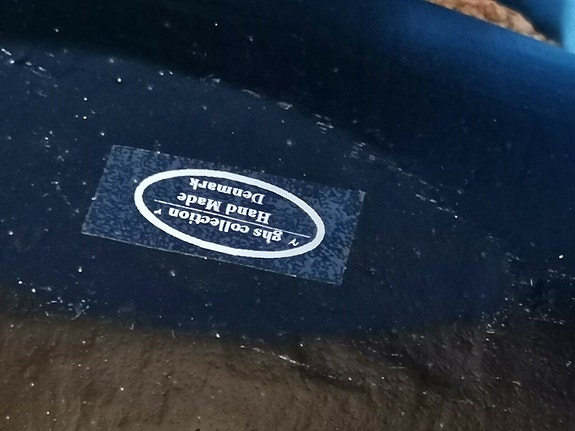 ~ ghs collection ~
Hand Made
Denmark